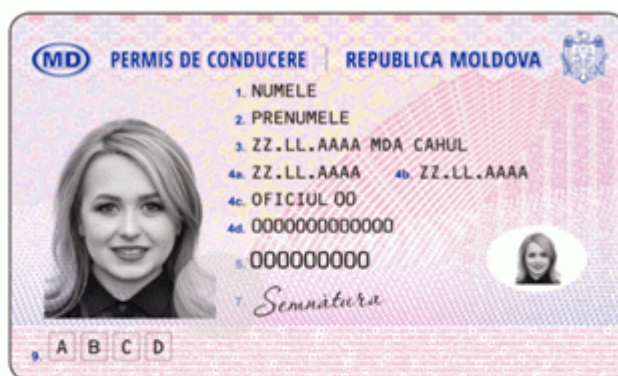 MD PERMIS DE CONDUCERE | REPUBLICA MOLDOVA
1. NUMELE
2. PRENUMELE
3. ZZ.LL.AAAA MDA CAHUL
4a. ZZ.LL.AAAA 4b. ZZ.LL.AAAA
4c. OFICIUL 00
4d. 0000000000000
5. 000000000
7. Semnătura
9. A B C D